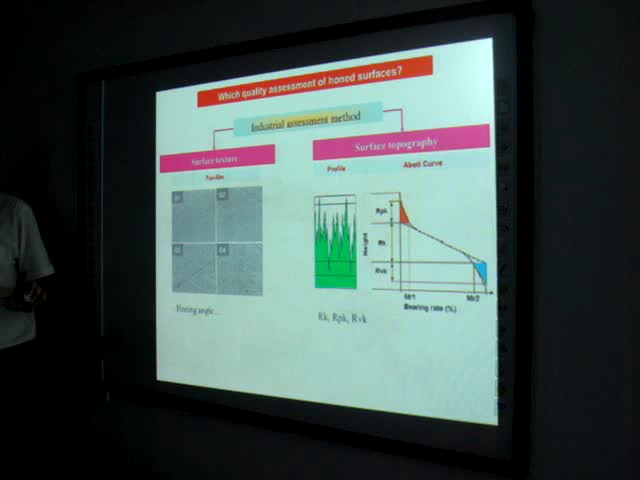 Which quality assessment of honed surfaces?
Industrial assessment method
Surface texture
Surface topography
Profile
Abott Curve
Height
Rpk
Rk
Rvk
Mr1
Mr2
Bearing rate (%)
Honing angle...
Rk, Rpk, Rvk